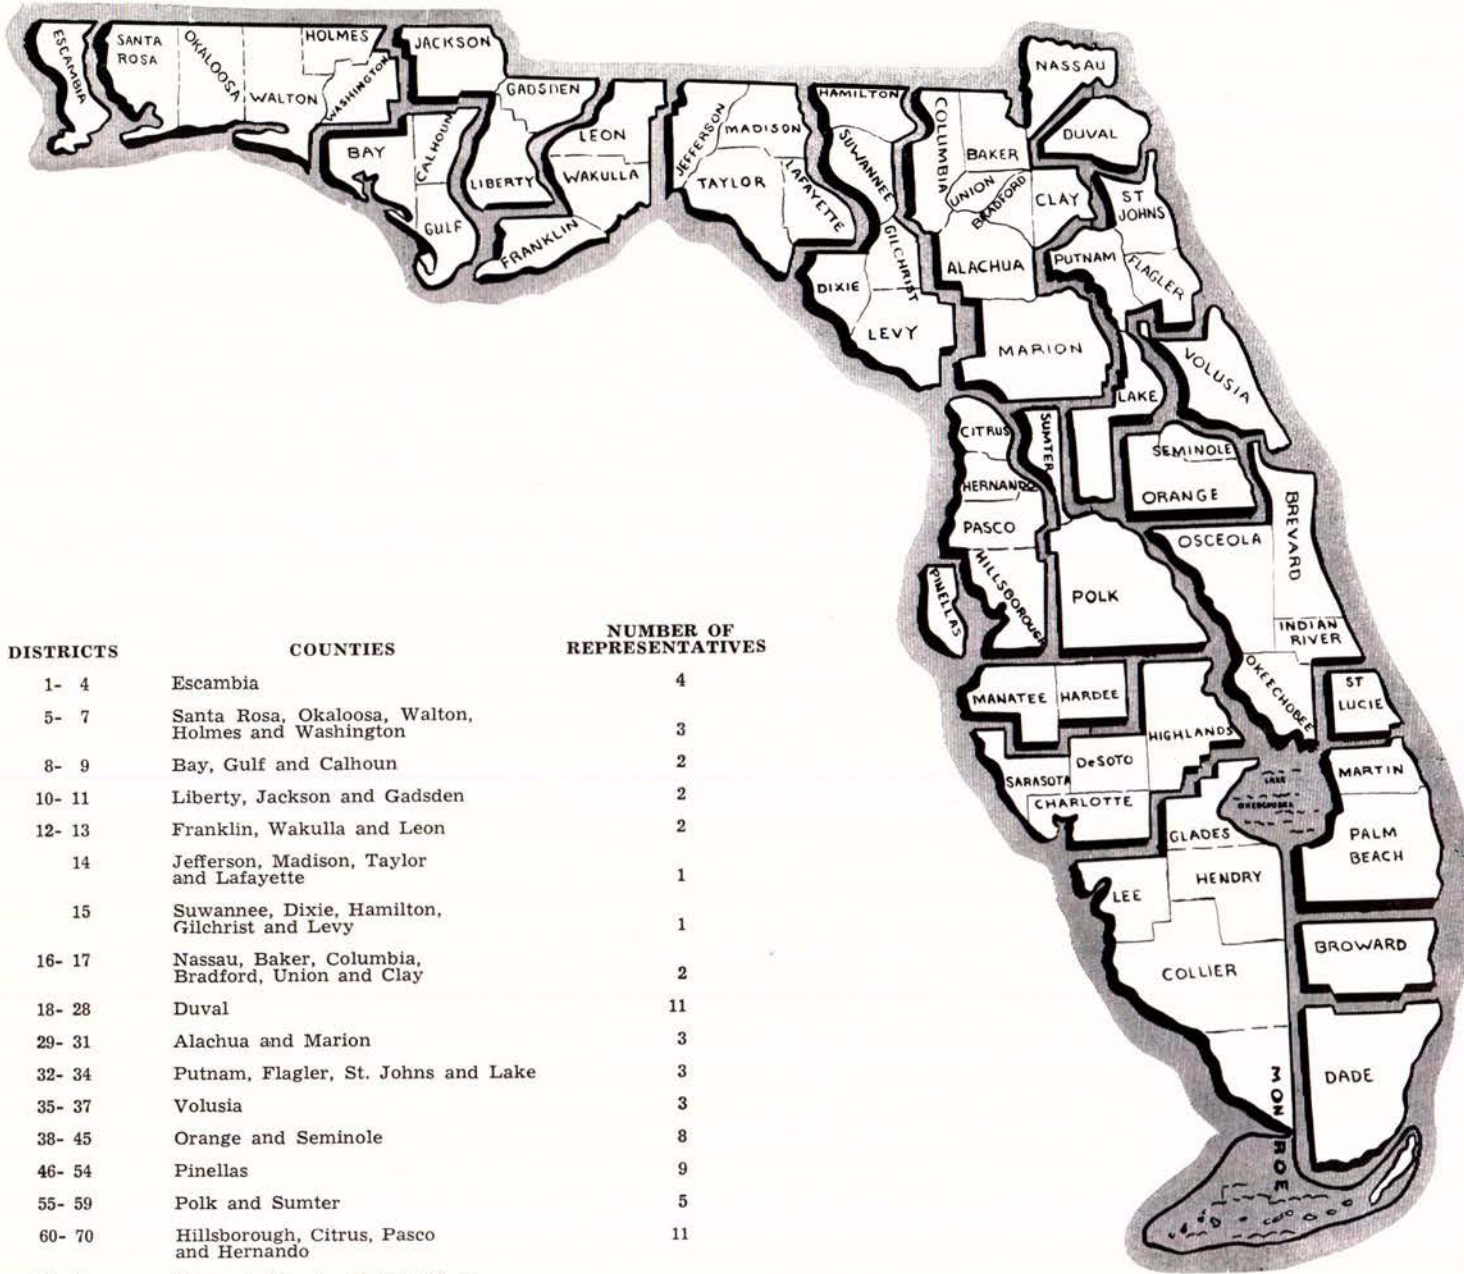 ESCAMBIA
SANTA
ROSA
OKALOOSA
WALTON
HOLMES
WASHINGTON
JACKSON
BAY
CALHOUN
GULF
GADSDEN
LIBERTY
LEON
WAKULLA
FRANKLIN
JEFFERSON
MADISON
TAYLOR
LAFAYETTE
HAMILTON
SUWANNEE
GILCHRIST
DIXIE
LEVY
COLUMBIA
BAKER
UNION
BRADFORD
CLAY
ALACHUA
NASSAU
DUVAL
ST
JOHNS
PUTNAM
FLAGLER
MARION
LAKE
VOLUSIA
CITRUS
SUMTER
HERNANDO
PASCO
HILLSBOROUGH
PINELLAS
SEMINOLE
ORANGE
OSCEOLA
BREVARD
POLK
INDIAN
RIVER
OKEECHOBEE
ST
LUCIE
MANATEE
HARDEE
HIGHLANDS
SARASOTA
DeSOTO
CHARLOTTE
LAKE
OKEECHOBEE
MARTIN
GLADES
PALM
BEACH
LEE
HENDRY
BROWARD
COLLIER
DADE
MONROE
DISTRICTS COUNTIES NUMBER OF
REPRESENTATIVES
1- 4 Escambia 4
5- 7 Santa Rosa, Okaloosa, Walton,
Holmes and Washington 3
8- 9 Bay, Gulf and Calhoun 2
10- 11 Liberty, Jackson and Gadsden 2
12- 13 Franklin, Wakulla and Leon 2
14 Jefferson, Madison, Taylor
and Lafayette 1
15 Suwannee, Dixie, Hamilton,
Gilchrist and Levy 1
16- 17 Nassau, Baker, Columbia,
Bradford, Union and Clay 2
18- 28 Duval 11
29- 31 Alachua and Marion 3
32- 34 Putnam, Flagler, St. Johns and Lake 3
35- 37 Volusia 3
38- 45 Orange and Seminole 8
46- 54 Pinellas 9
55- 59 Polk and Sumter 5
60- 70 Hillsborough, Citrus, Pasco 11
and Hernando